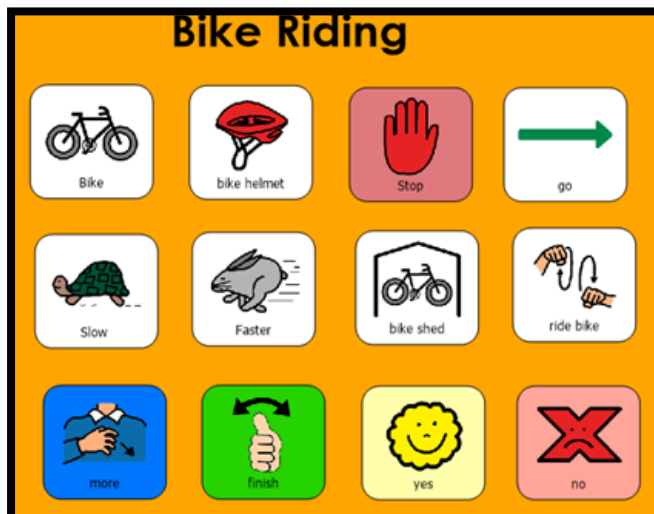 Bike Riding
Bike
bike helmet
Stop
go
Slow
Faster
bike shed
ride bike
more
finish
yes
no